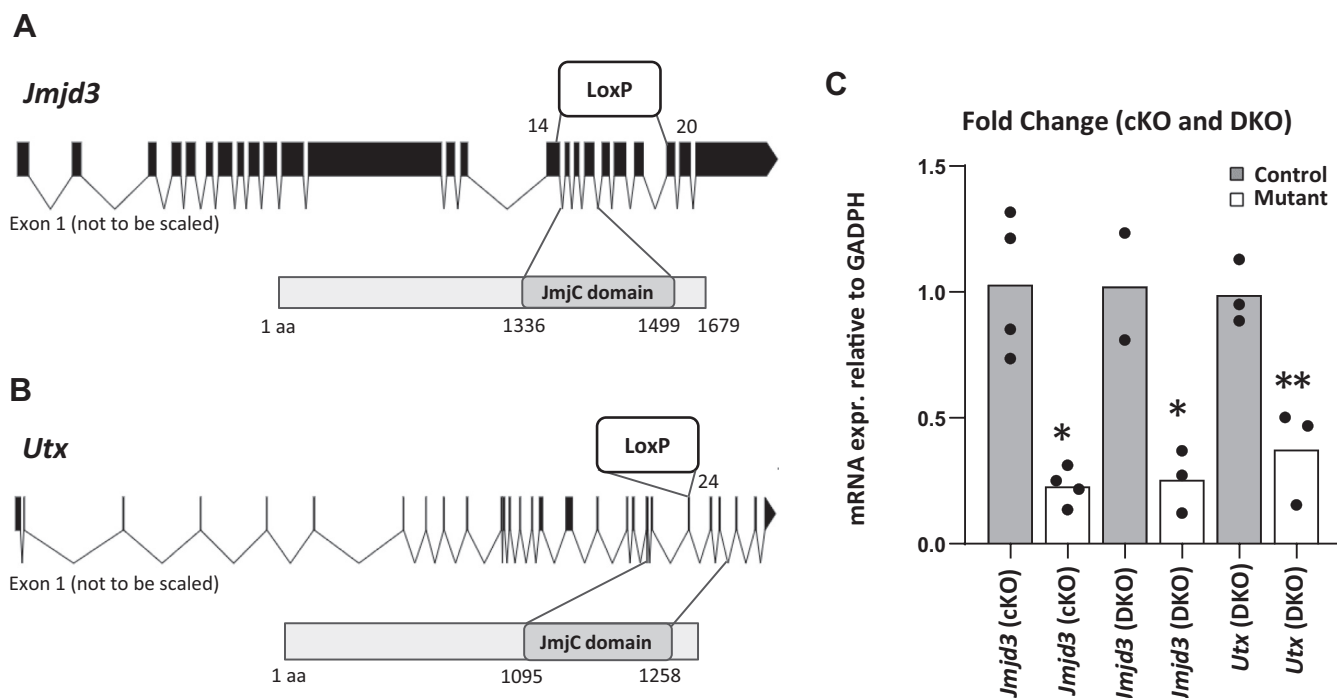 A
Jmjd3
LoxP
14
20
Exon 1 (not to be scaled)
JmjC domain
1 aa
1336
1499
1679
B
Utx
LoxP
24
Exon 1 (not to be scaled)
JmjC domain
1 aa
1095
1258
C
Fold Change (cKO and DKO)
mRNA expr. relative to GADPH
1.5
1.0
0.5
0.0
Control
Mutant
*
*
**
Jmjd3 (cKO)
Jmjd3 (cKO)
Jmjd3 (DKO)
Jmjd3 (DKO)
Utx (DKO)
Utx (DKO)